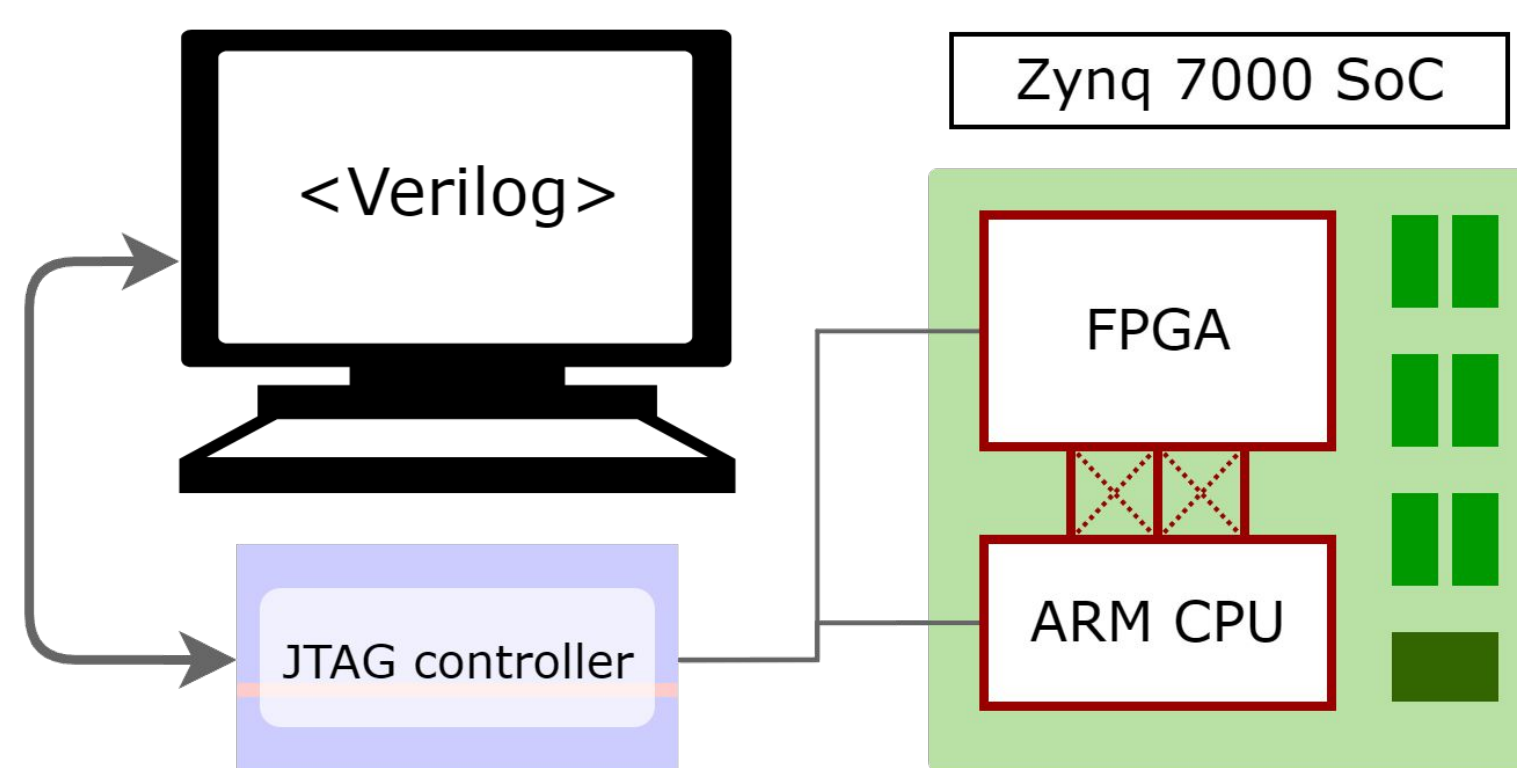 Zynq 7000 SoC
<Verilog>
FPGA
ARM CPU
JTAG controller